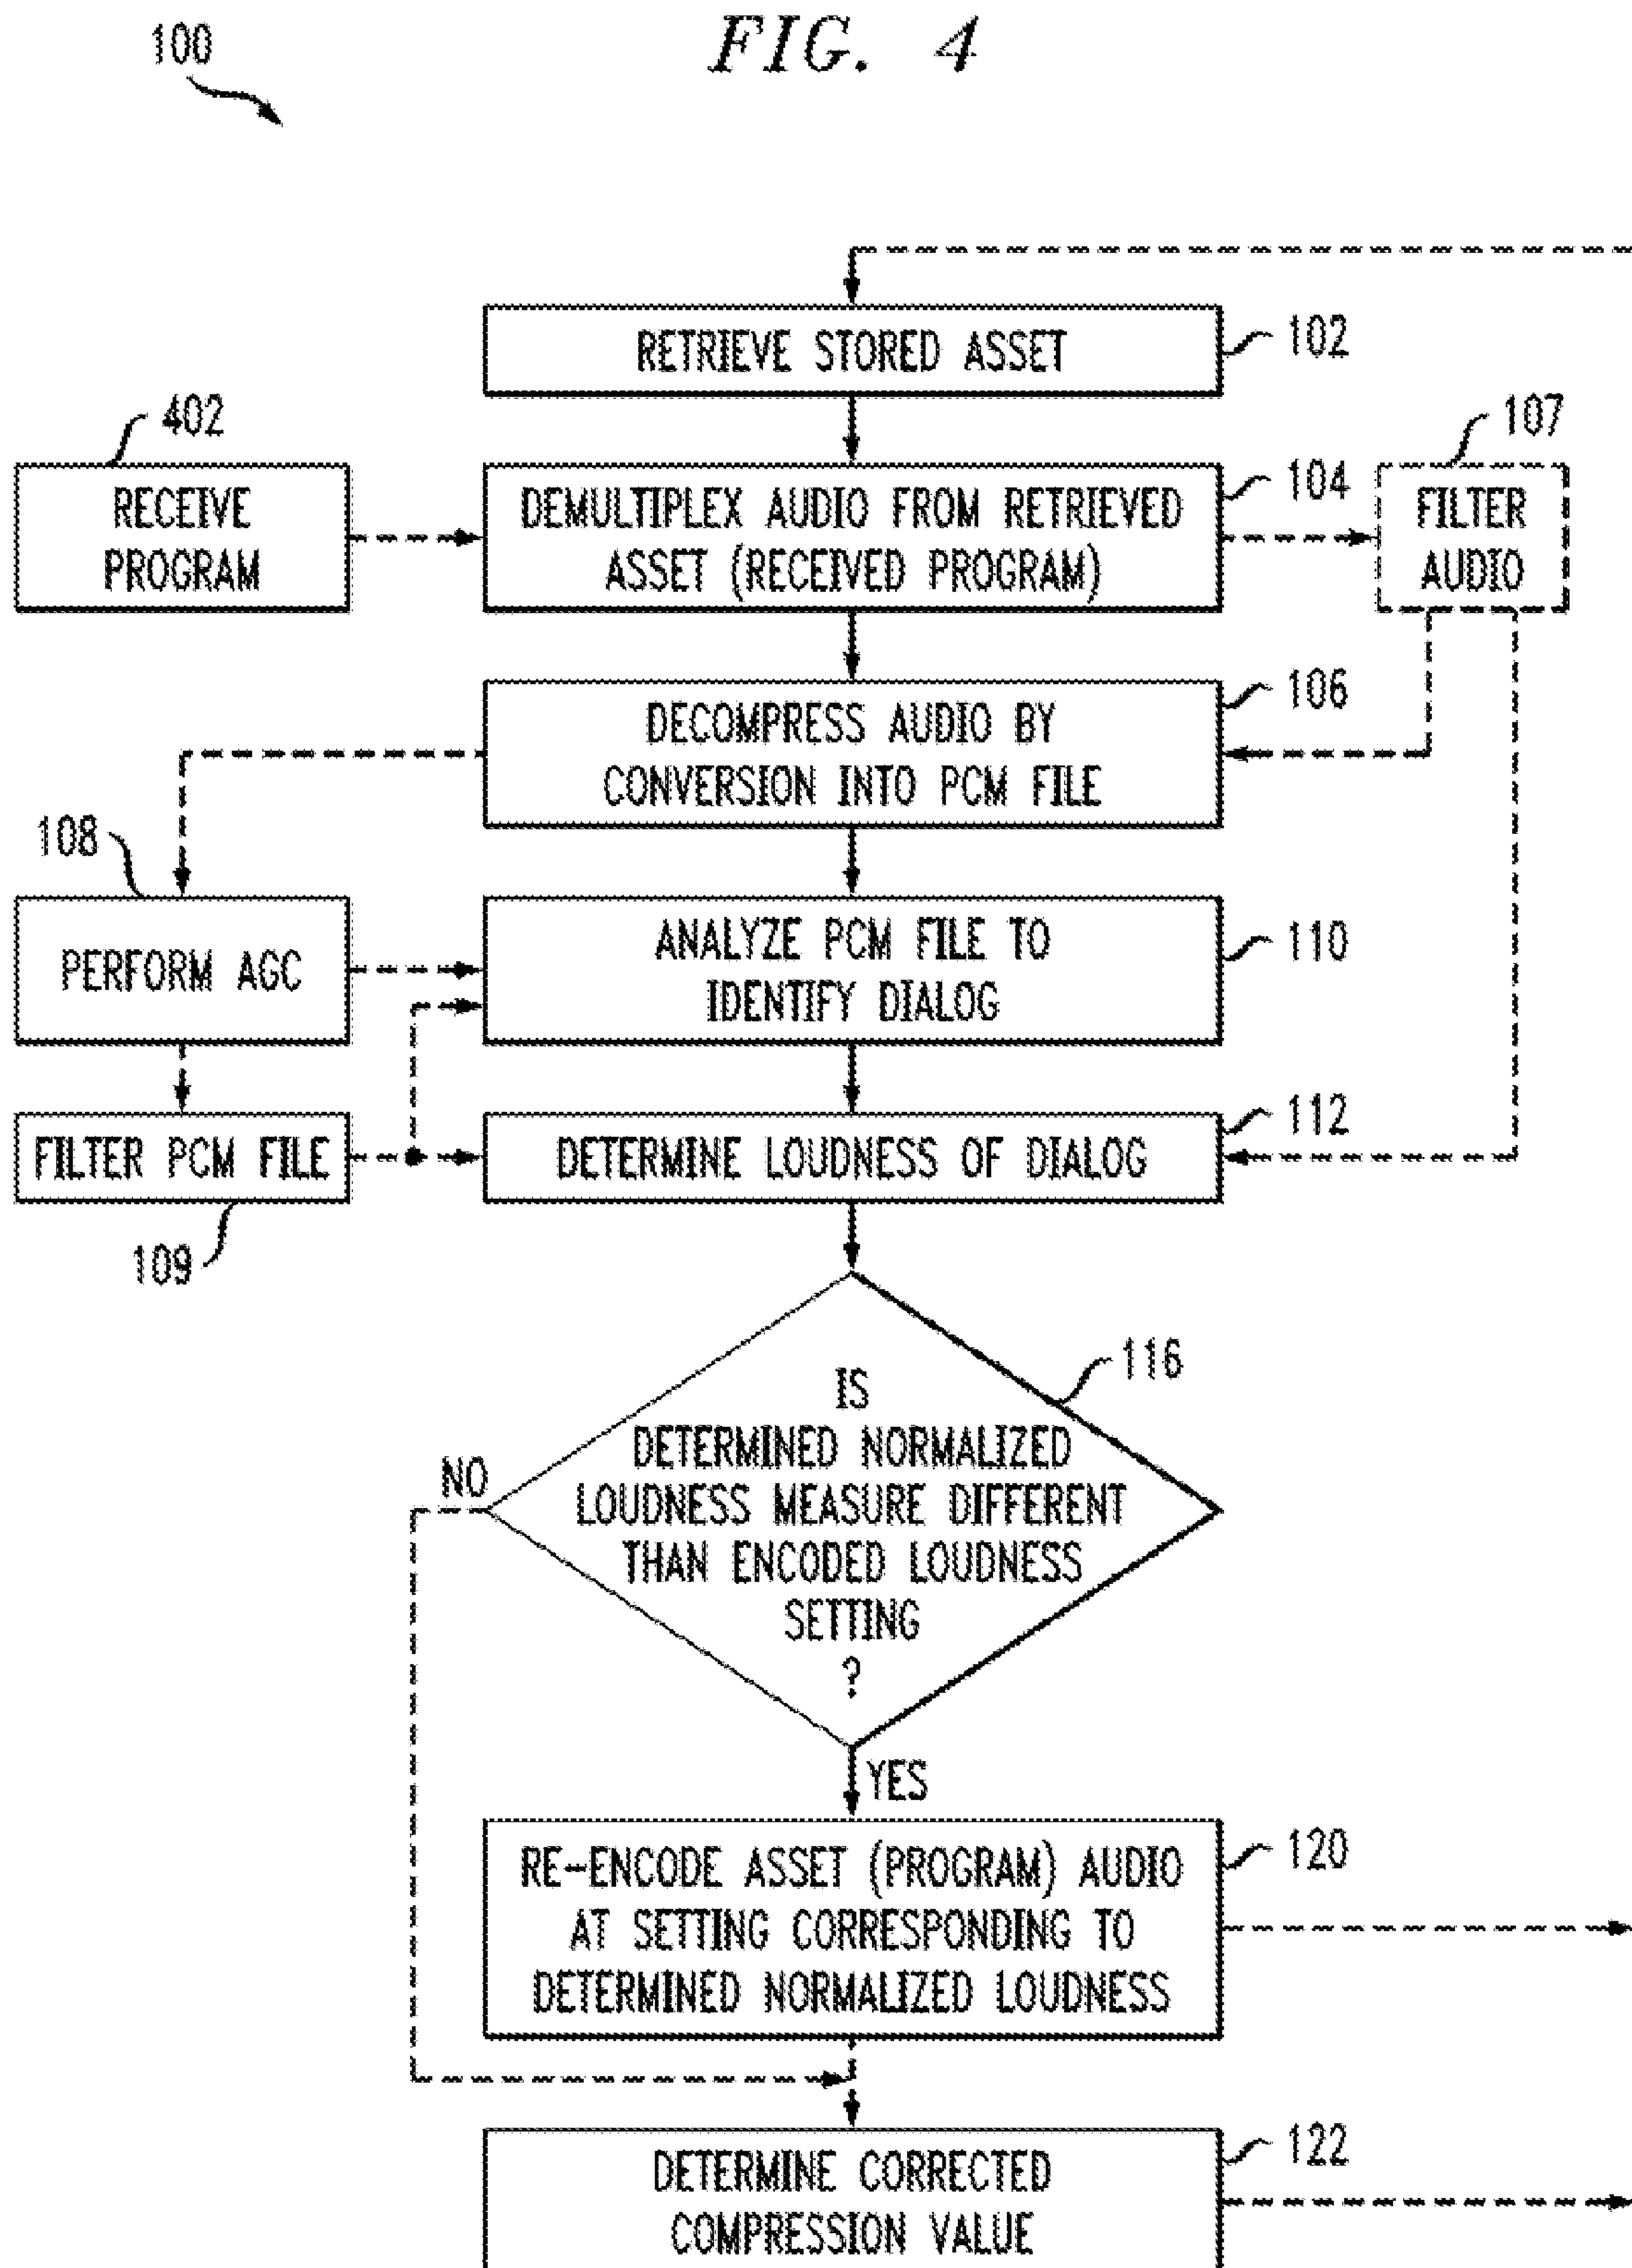 FIG. 4
100
RETRIEVE STORED ASSET
102
402
RECEIVE
PROGRAM
DEMULTIPLEX AUDIO FROM RETRIEVED
ASSET (RECEIVED PROGRAM)
104
107
FILTER
AUDIO
DECOMPRESS AUDIO BY
CONVERSION INTO PCM FILE
106
108
PERFORM AGC
ANALYZE PCM FILE TO
IDENTIFY DIALOG
110
FILTER PCM FILE
109
DETERMINE LOUDNESS OF DIALOG
112
IS
DETERMINED NORMALIZED
LOUDNESS MEASURE DIFFERENT
THAN ENCODED LOUDNESS
SETTING
?
116
NO
YES
RE-ENCODE ASSET (PROGRAM) AUDIO
AT SETTING CORRESPONDING TO
DETERMINED NORMALIZED LOUDNESS
120
DETERMINE CORRECTED
COMPRESSION VALUE
122